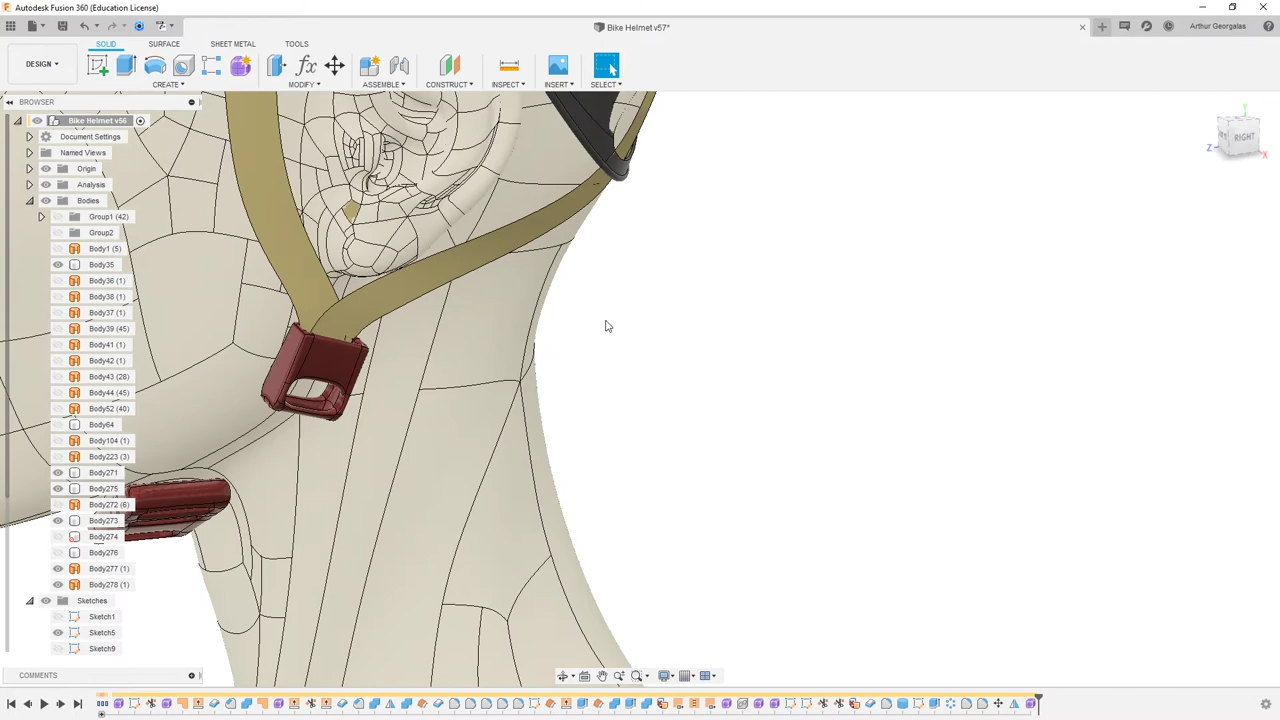 Autodesk Fusion 360 (Education License)
Bike Helmet v57*
Arthur Georgalas
SOLID
SURFACE
SHEET METAL
TOOLS
DESIGN
CREATE
MODIFY
ASSEMBLE
CONSTRUCT
INSPECT
INSERT
SELECT
BROWSER
Bike Helmet v56
Document Settings
Named Views
Origin
Analysis
Bodies
Group1 (42)
Group2
Body1 (5)
Body35
Body36 (1)
Body38 (1)
Body37 (1)
Body39 (45)
Body41 (1)
Body42 (1)
Body43 (28)
Body44 (45)
Body52 (40)
Body64
Body104 (1)
Body223 (3)
Body271
Body275
Body272 (6)
Body273
Body274
Body276
Body277 (1)
Body278 (1)
Sketches
Sketch1
Sketch5
Sketch9
COMMENTS
Y
RIGHT
Z
X